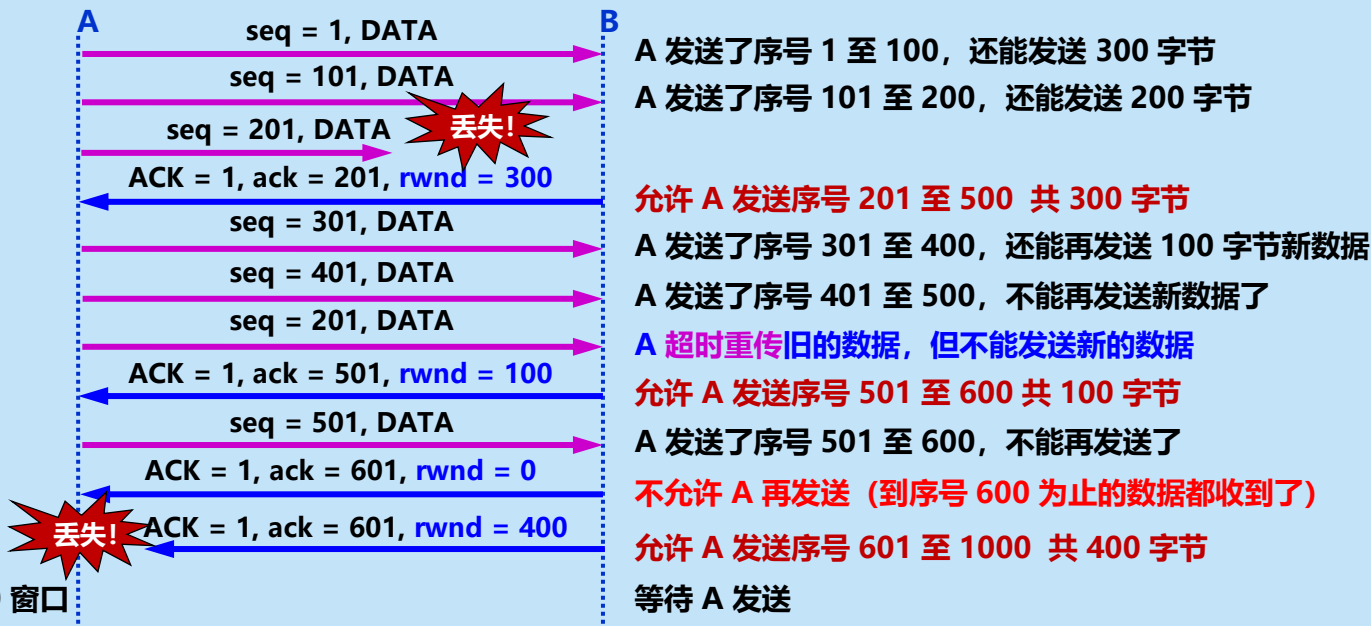 A
B
seq = 1, DATA
A 发送了序号 1 至 100，还能发送 300 字节
seq = 101, DATA
A 发送了序号 101 至 200，还能发送 200 字节
seq = 201, DATA
丢失！
ACK = 1, ack = 201, rwnd = 300
允许 A 发送序号 201 至 500 共 300 字节
seq = 301, DATA
A 发送了序号 301 至 400，还能再发送 100 字节新数据
seq = 401, DATA
A 发送了序号 401 至 500，不能再发送新数据了
seq = 201, DATA
A 超时重传旧的数据，但不能发送新的数据
ACK = 1, ack = 501, rwnd = 100
允许 A 发送序号 501 至 600 共 100 字节
seq = 501, DATA
A 发送了序号 501 至 600，不能再发送了
ACK = 1, ack = 601, rwnd = 0
不允许 A 再发送（到序号 600 为止的数据都收到了）
丢失！
ACK = 1, ack = 601, rwnd = 400
允许 A 发送序号 601 至 1000 共 400 字节
窗口
等待 A 发送